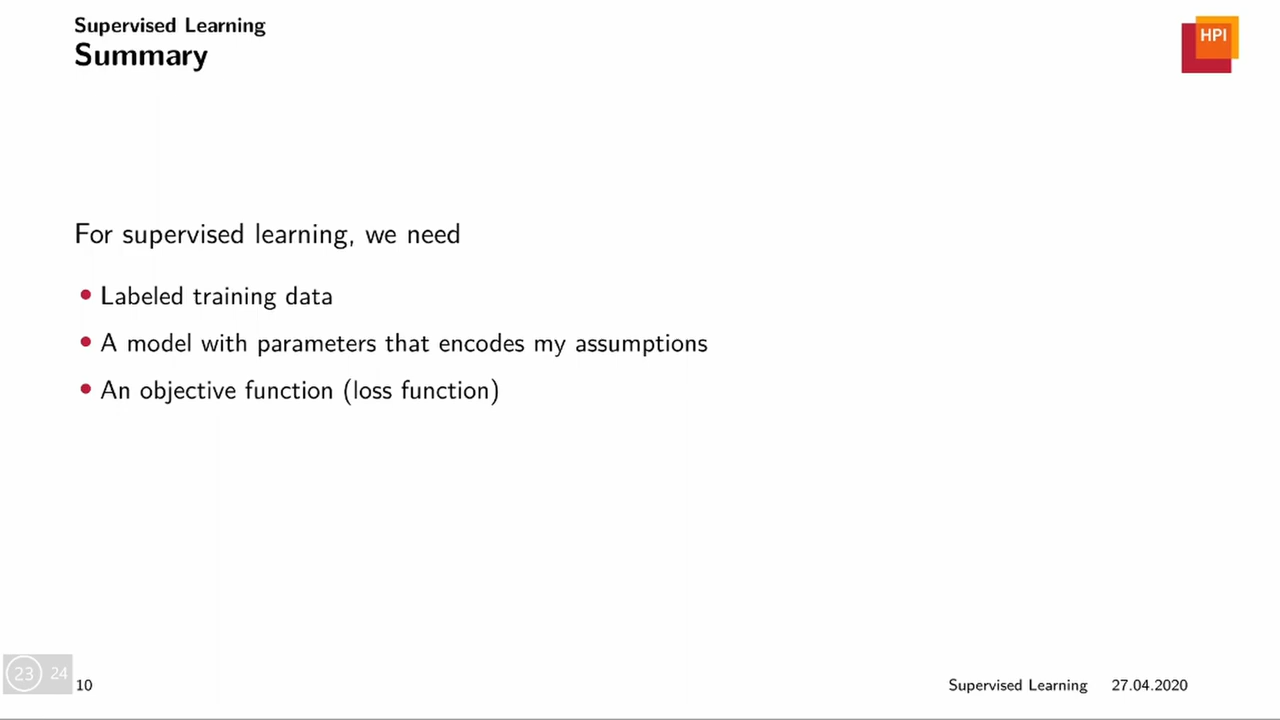 Supervised Learning
Summary
HPI
For supervised learning, we need
• Labeled training data
• A model with parameters that encodes my assumptions
• An objective function (loss function)
23 24
10
Supervised Learning 27.04.2020